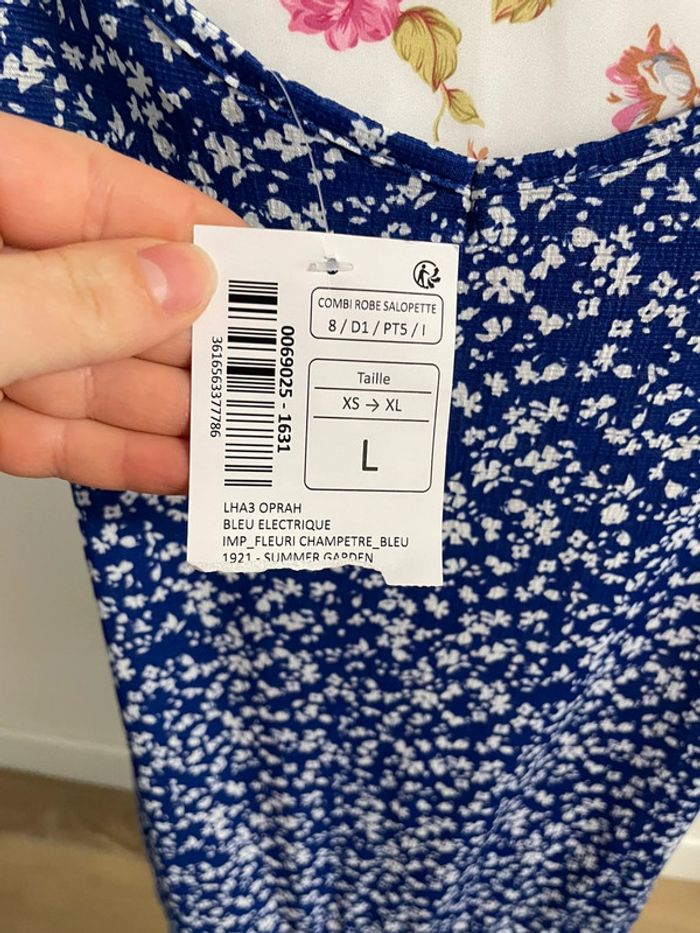 COMBI ROBE SALOPETTE
8 / D1 / PT5 / I
Taille
XS → XL
L
0069025 - 1631
3616563377786
LHA3 OPRAH
BLEU ELECTRIQUE
IMP_FLEURI CHAMPETRE_BLEU
1921 - SUMMER GARDEN